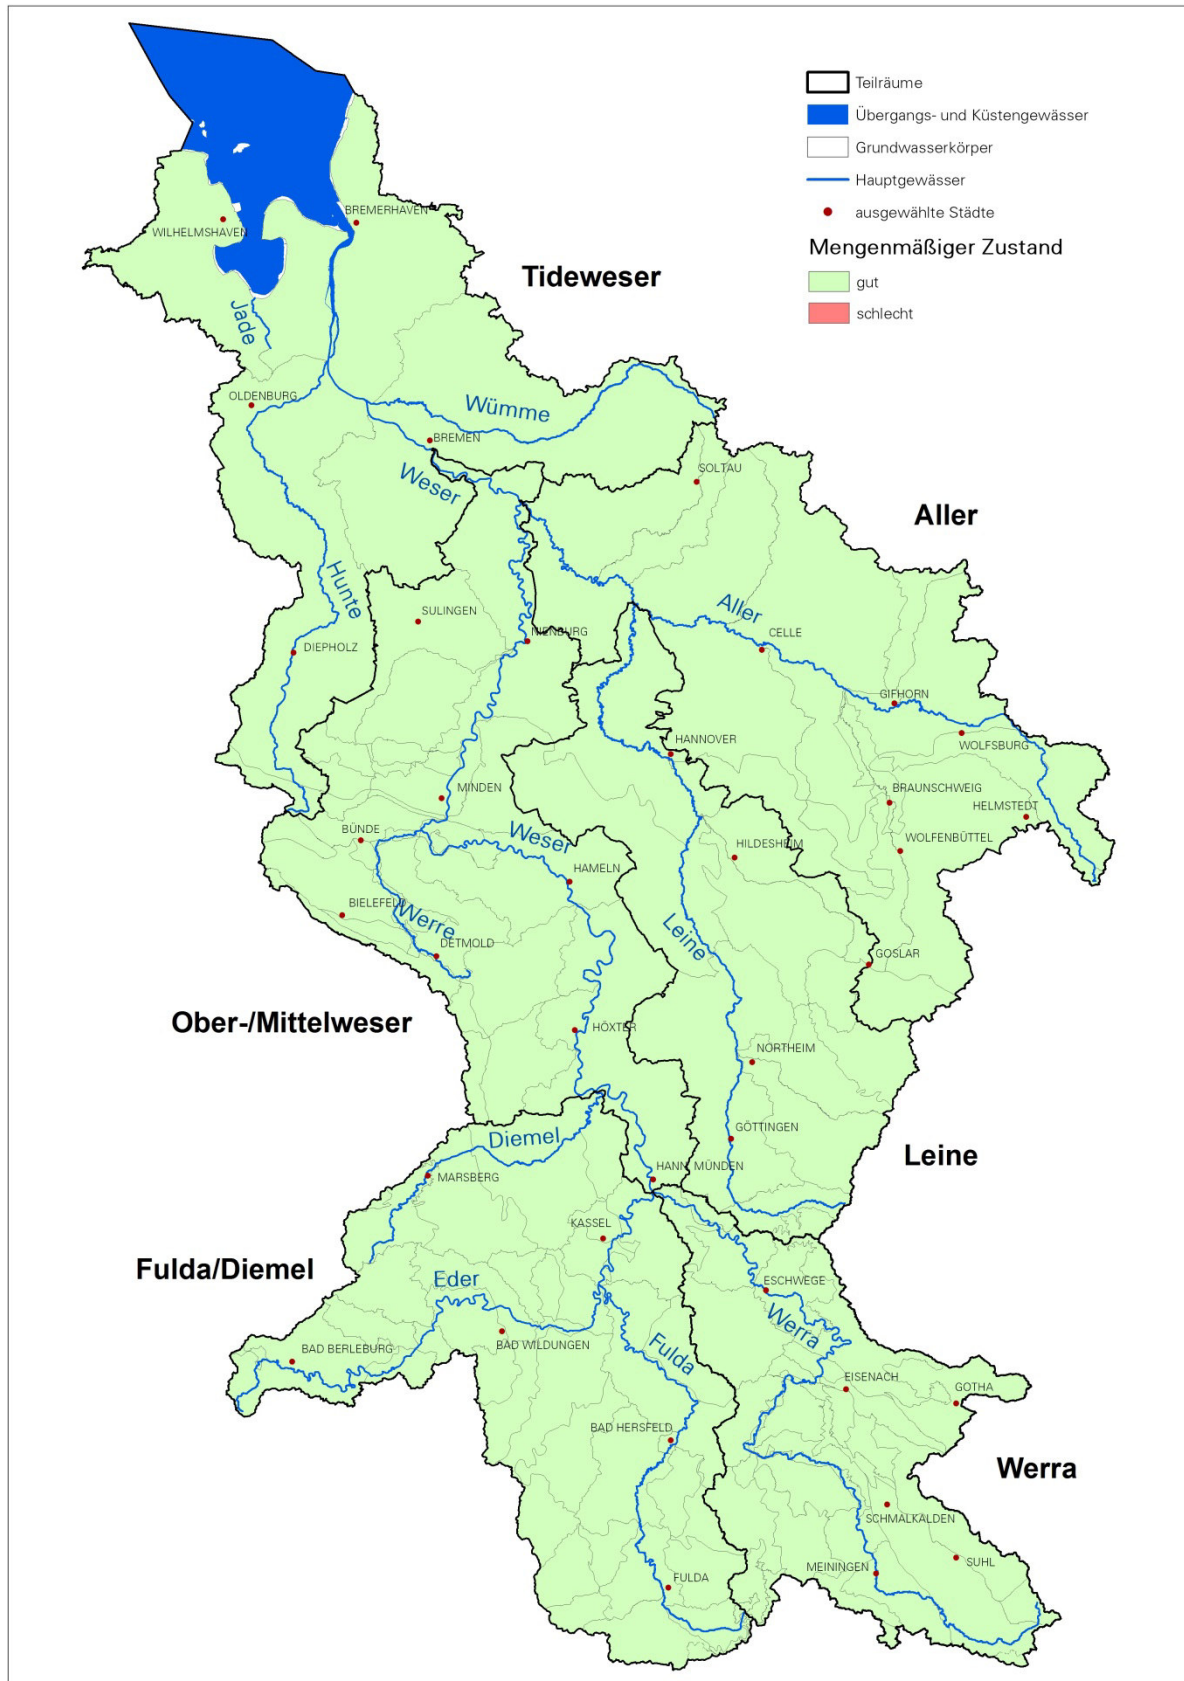 Teilräume
Übergangs- und Küstengewässer
Grundwasserkörper
Hauptgewässer
ausgewählte Städte
Mengenmäßiger Zustand
gut
schlecht
BREMERHAVEN
WILHELMSHAVEN
Tideweser
Jade
OLDENBURG
Wümme
BREMEN
Weser
SOLTAU
Aller
Hunte
SULINGEN
Aller
NIENBURG
CELLE
DIEPHOLZ
GIFHORN
WOLFSBURG
HANNOVER
MINDEN
BRAUNSCHWEIG
HELMSTEDT
BÜNDE
Weser
HILDESHEIM
WOLFENBÜTTEL
HAMELN
BIELEFELD
Werre
Leine
DETMOLD
GOSLAR
Ober-/Mittelweser
HÖXTER
NORTHEIM
Diemel
GÖTTINGEN
Leine
HANN. MÜNDEN
MARSBERG
KASSEL
Fulda/Diemel
Eder
ESCHWEGE
Werra
BAD WILDUNGEN
Fulda
BAD BERLEBURG
EISENACH
GOTHA
BAD HERSFELD
Werra
SCHMALKALDEN
SUHL
MEININGEN
FULDA